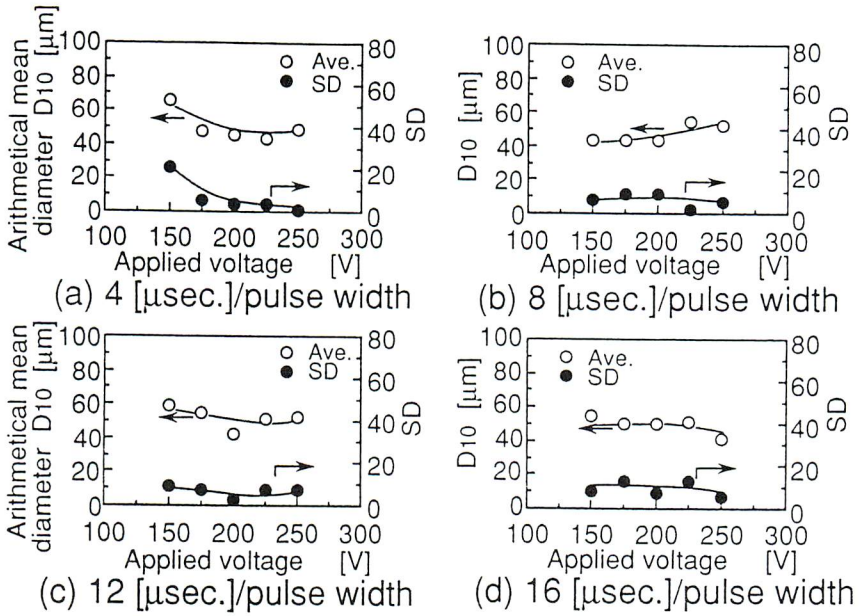 Arithmetical mean
diameter D10 [μm]
100
80
60
40
20
0
80
60
40
20
0
SD
Ave.
SD
100 150 200 250 300
Applied voltage [V]
(a) 4 [μsec.]/pulse width
D10 [μm]
100
80
60
40
20
0
80
60
40
20
0
SD
Ave.
SD
100 150 200 250 300
Applied voltage [V]
(b) 8 [μsec.]/pulse width
Arithmetical mean
diameter D10 [μm]
100
80
60
40
20
0
80
60
40
20
0
SD
Ave.
SD
100 150 200 250 300
Applied voltage [V]
(c) 12 [μsec.]/pulse width
D10 [μm]
100
80
60
40
20
0
80
60
40
20
0
SD
Ave.
SD
100 150 200 250 300
Applied voltage [V]
(d) 16 [μsec.]/pulse width